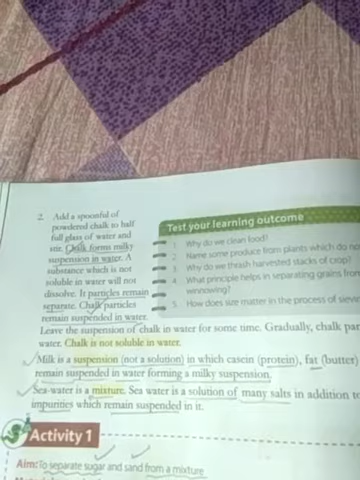 2. Add a spoonful of
powdered chalk to half
full glass of water and
stir. Chalk forms milky
suspension in water. A
substance which is not
soluble in water will not
dissolve. It particles remain
separate. Chalk particles
remain suspended in water.
Test your learning outcome
1. Why do we clean food?
2. Name some produce from plants which do no
3. Why do we thresh harvested stacks of crop?
4. What principle helps in separating grains from
winnowing?
5. How does size matter in the process of sievi
Leave the suspension of chalk in water for some time. Gradually, chalk par
water. Chalk is not soluble in water.
Milk is a suspension (not a solution) in which casein (protein), fat (butter)
remain suspended in water forming a milky suspension.
Sea-water is a mixture. Sea water is a solution of many salts in addition to
impurities which remain suspended in it.
Activity 1
Aim: To separate sugar and sand from a mixture